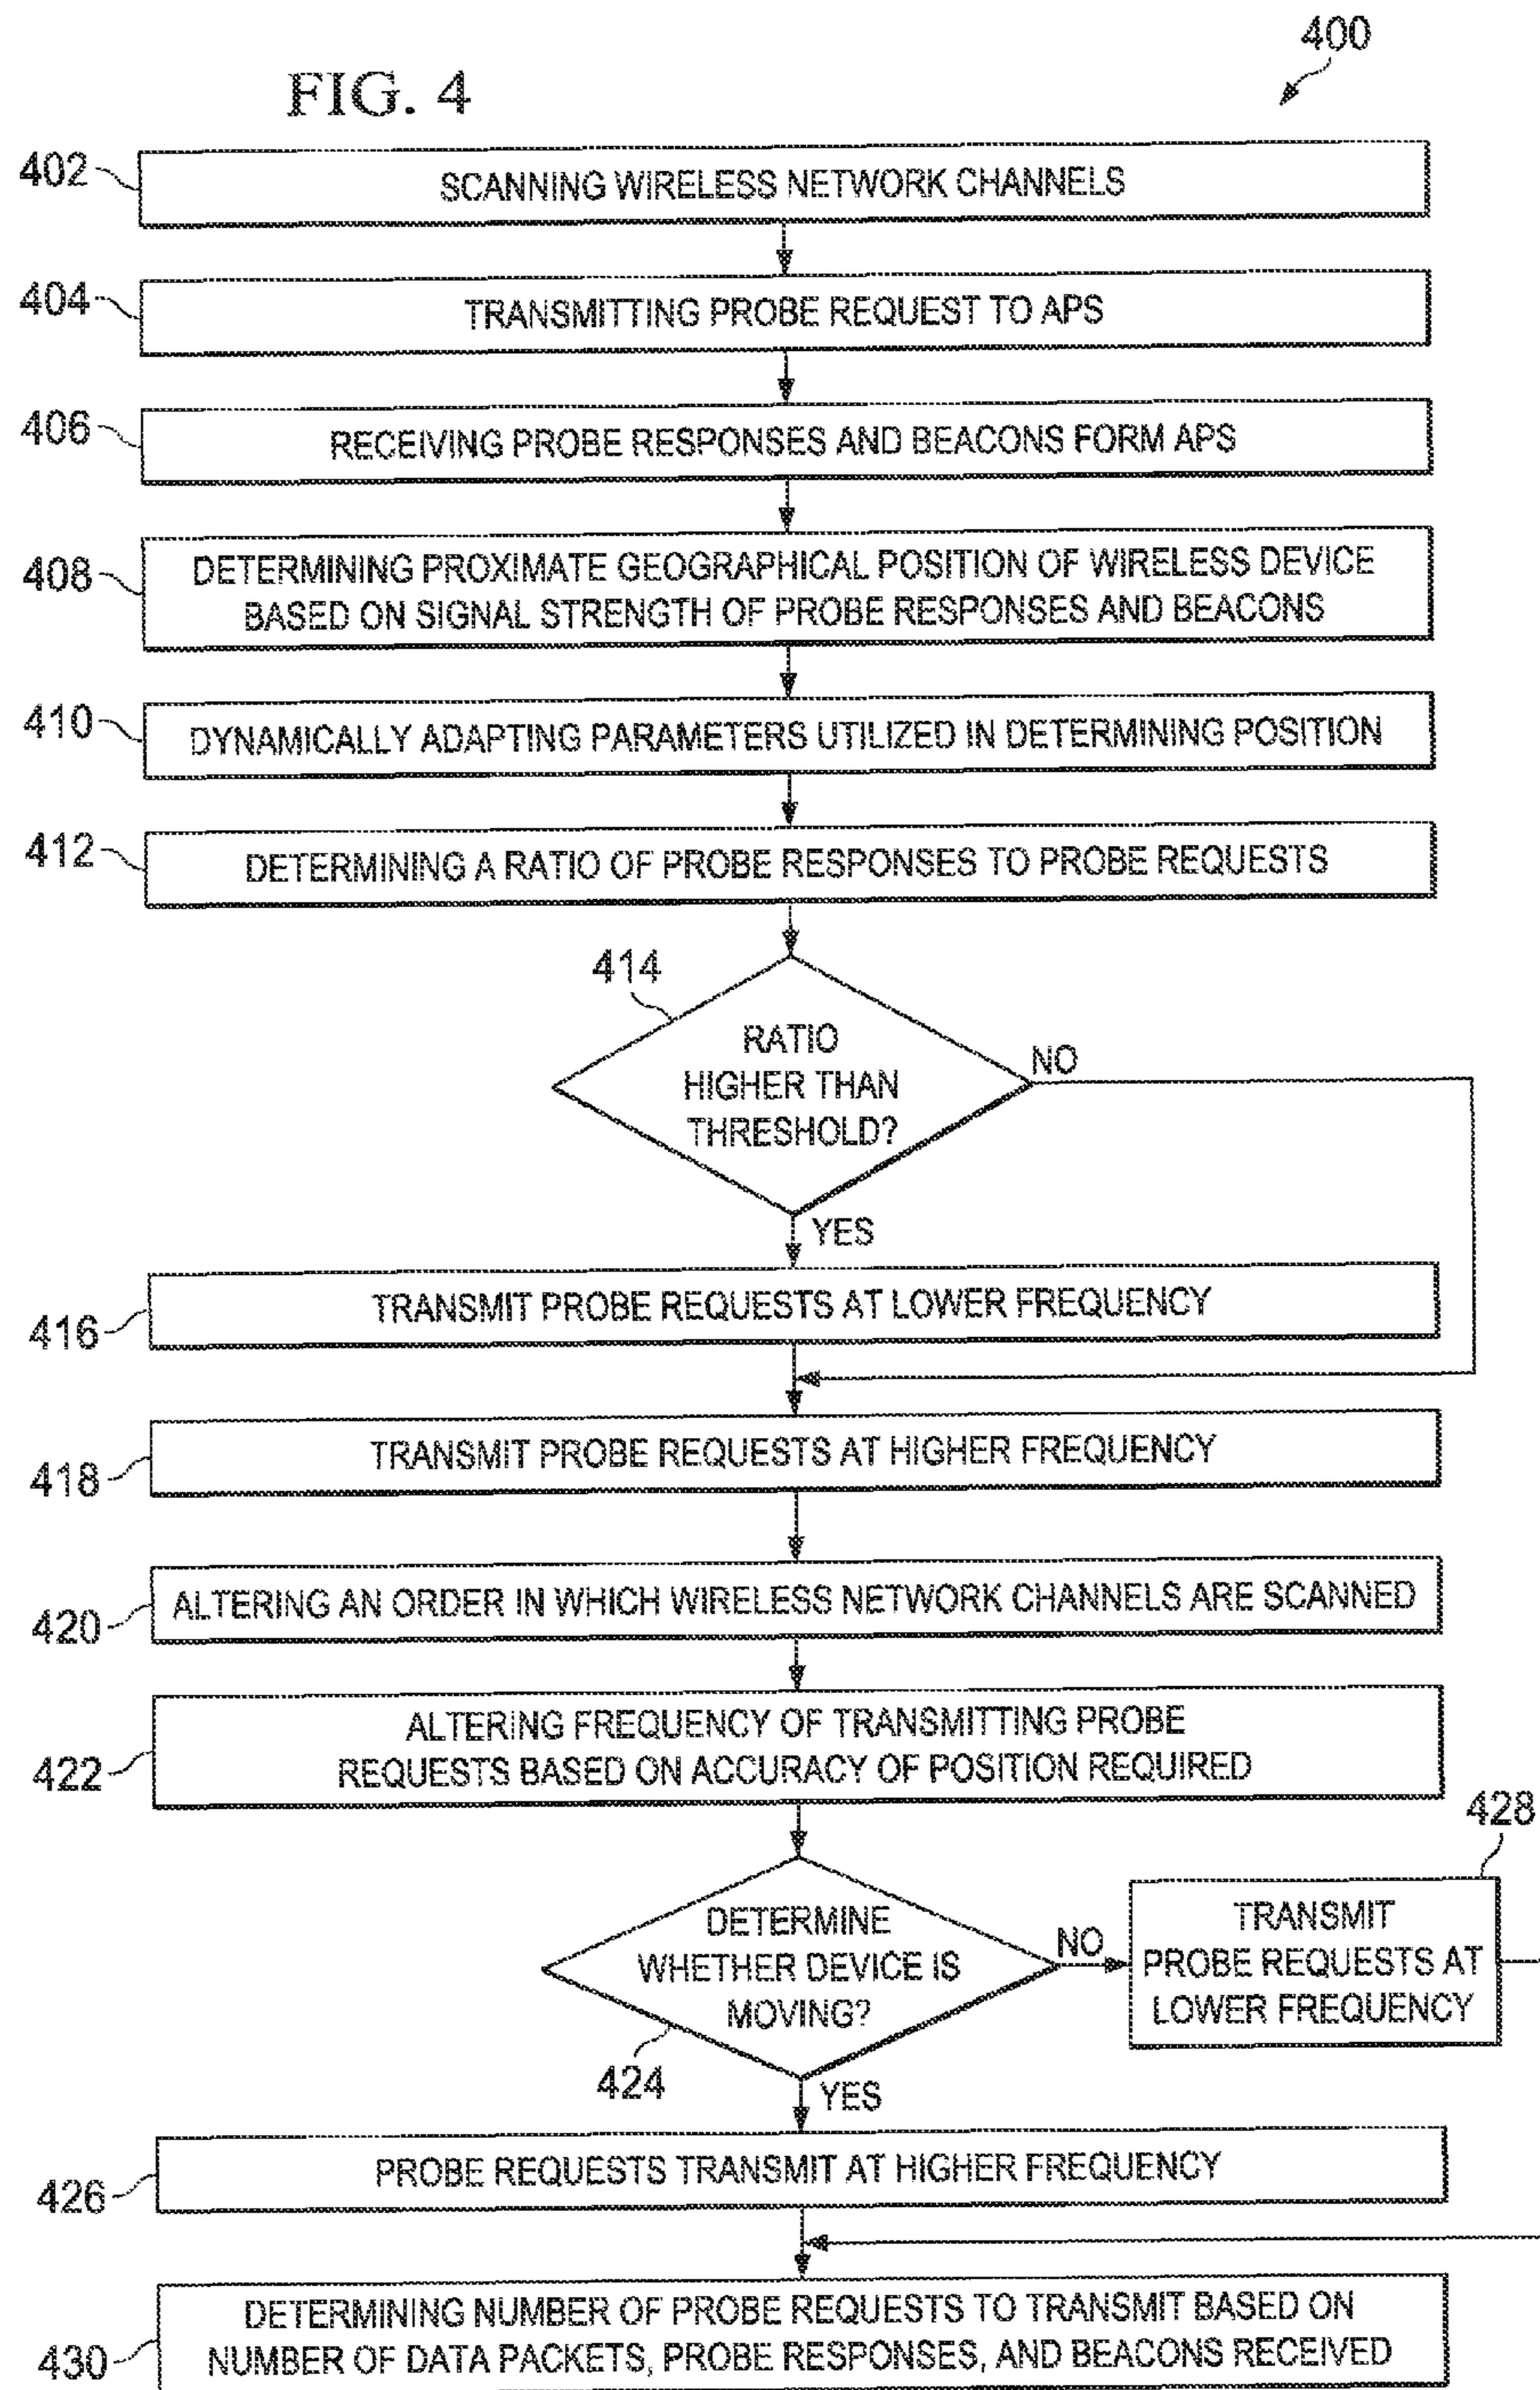 400
FIG. 4
402
SCANNING WIRELESS NETWORK CHANNELS
404
TRANSMITTING PROBE REQUEST TO APS
406
RECEIVING PROBE RESPONSES AND BEACONS FORM APS
408
DETERMINING PROXIMATE GEOGRAPHICAL POSITION OF WIRELESS DEVICE
BASED ON SIGNAL STRENGTH OF PROBE RESPONSES AND BEACONS
410
DYNAMICALLY ADAPTING PARAMETERS UTILIZED IN DETERMINING POSITION
412
DETERMINING A RATIO OF PROBE RESPONSES TO PROBE REQUESTS
414
RATIO
HIGHER THAN
THRESHOLD?
NO
YES
416
TRANSMIT PROBE REQUESTS AT LOWER FREQUENCY
418
TRANSMIT PROBE REQUESTS AT HIGHER FREQUENCY
420
ALTERING AN ORDER IN WHICH WIRELESS NETWORK CHANNELS ARE SCANNED
422
ALTERING FREQUENCY OF TRANSMITTING PROBE
REQUESTS BASED ON ACCURACY OF POSITION REQUIRED
424
DETERMINE
WHETHER DEVICE IS
MOVING?
NO
428
TRANSMIT
PROBE REQUESTS AT
LOWER FREQUENCY
YES
426
PROBE REQUESTS TRANSMIT AT HIGHER FREQUENCY
430
DETERMINING NUMBER OF PROBE REQUESTS TO TRANSMIT BASED ON
NUMBER OF DATA PACKETS, PROBE RESPONSES, AND BEACONS RECEIVED